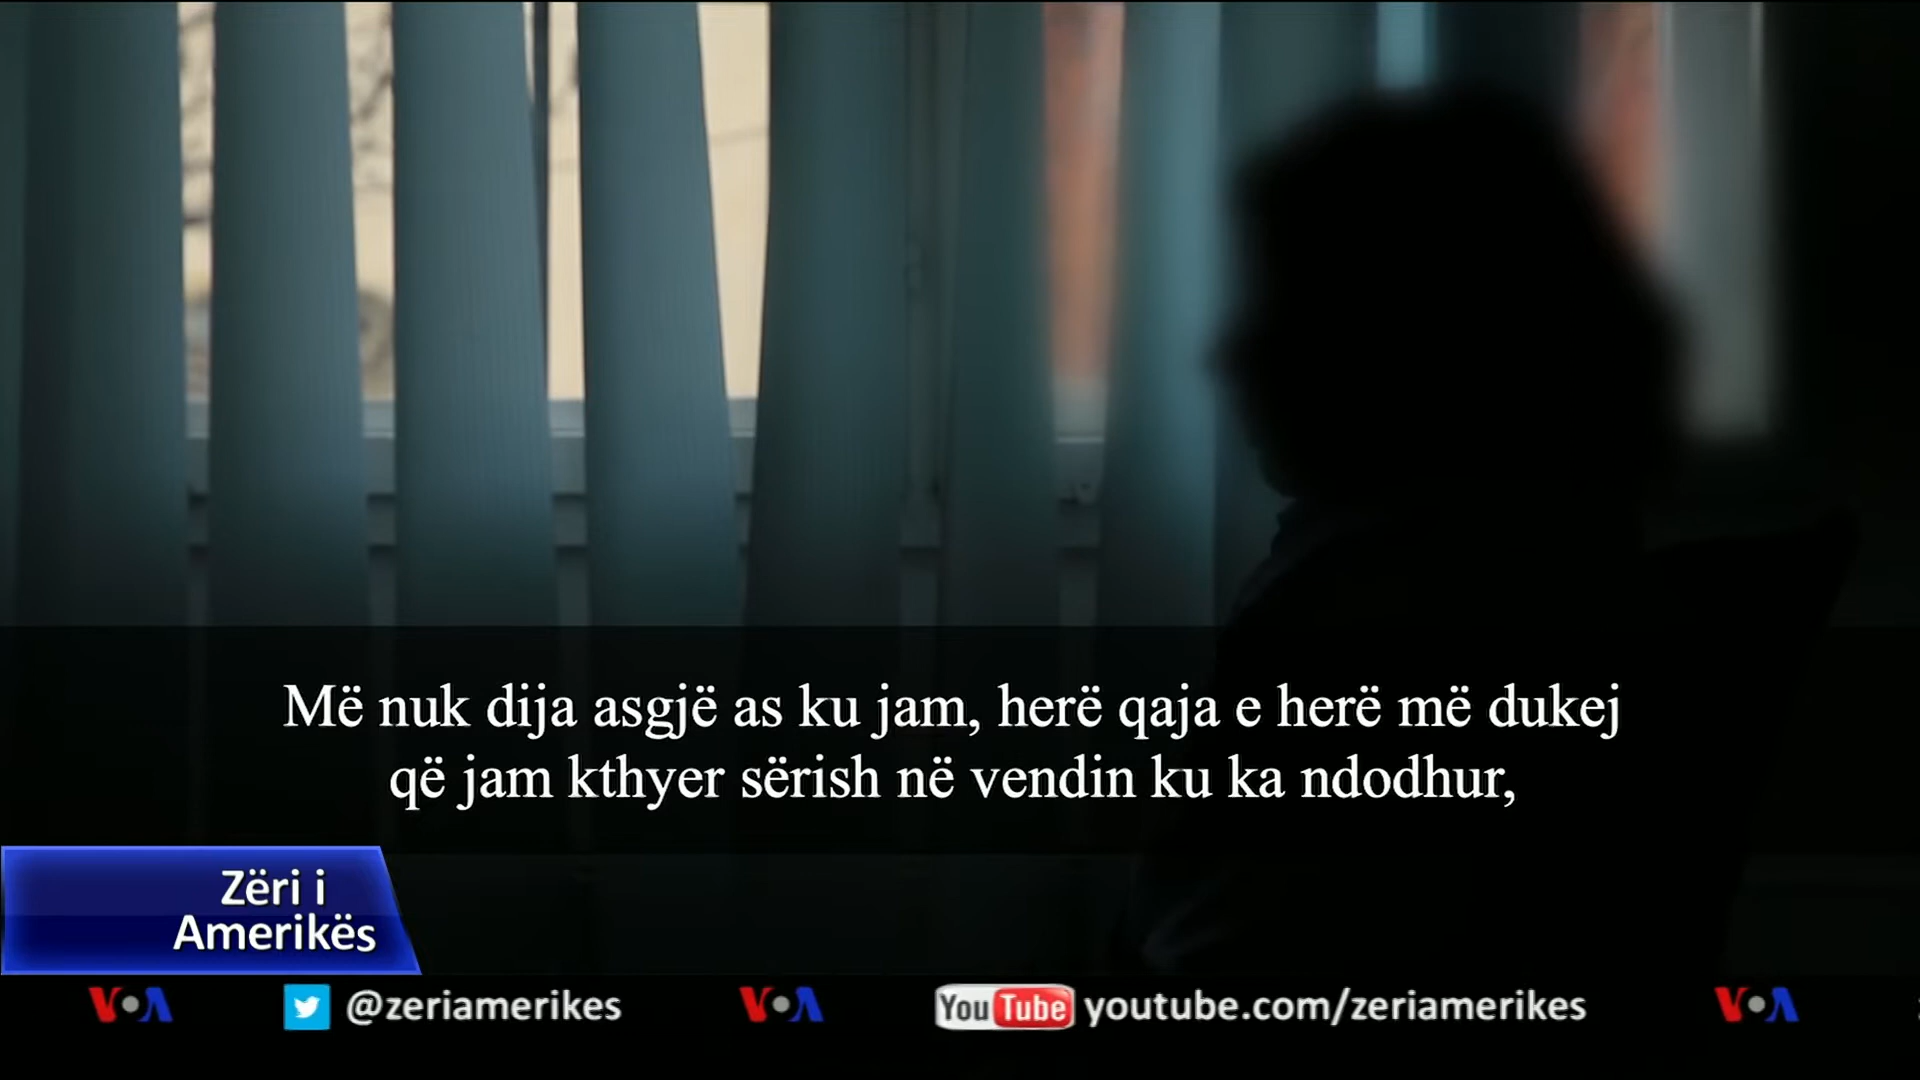 Më nuk dija asgjë as ku jam, herë qaja e herë më dukej
që jam kthyer sërish në vendin ku ka ndodhur,
Zëri i
Amerikës
VOA @zeriamerikes VOA YouTube youtube.com/zeriamerikes VOA